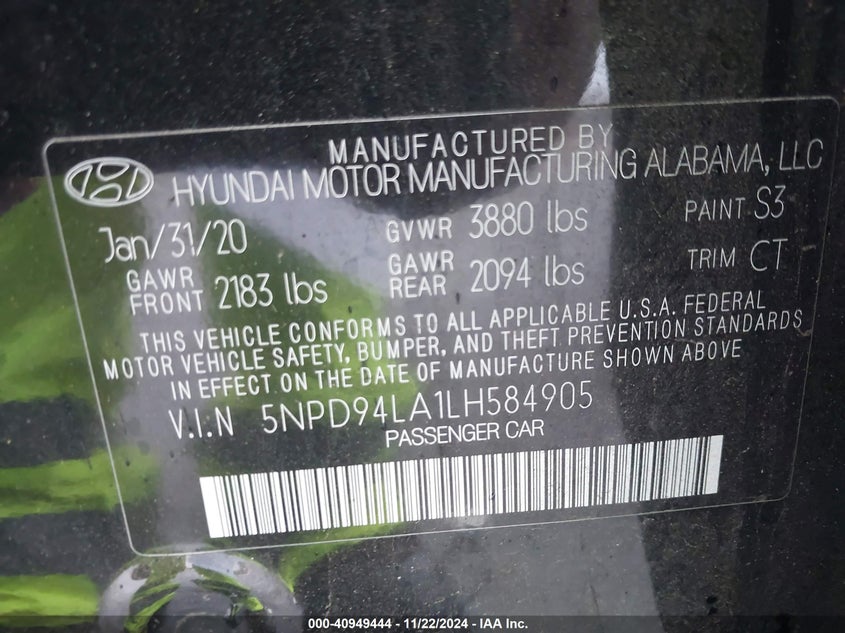 MANUFACTURED BY
HYUNDAI MOTOR MANUFACTURING ALABAMA, LLC
Jan/31/20 GVWR 3880 lbs PAINT S3
GAWR FRONT 2183 lbs GAWR REAR 2094 lbs TRIM CT
THIS VEHICLE CONFORMS TO ALL APPLICABLE U.S.A. FEDERAL
MOTOR VEHICLE SAFETY, BUMPER, AND THEFT PREVENTION STANDARDS
IN EFFECT ON THE DATE OF MANUFACTURE SHOWN ABOVE
V.I.N 5NPD94LA1LH584905
PASSENGER CAR
000-40949444 - 11/22/2024 - IAA Inc.